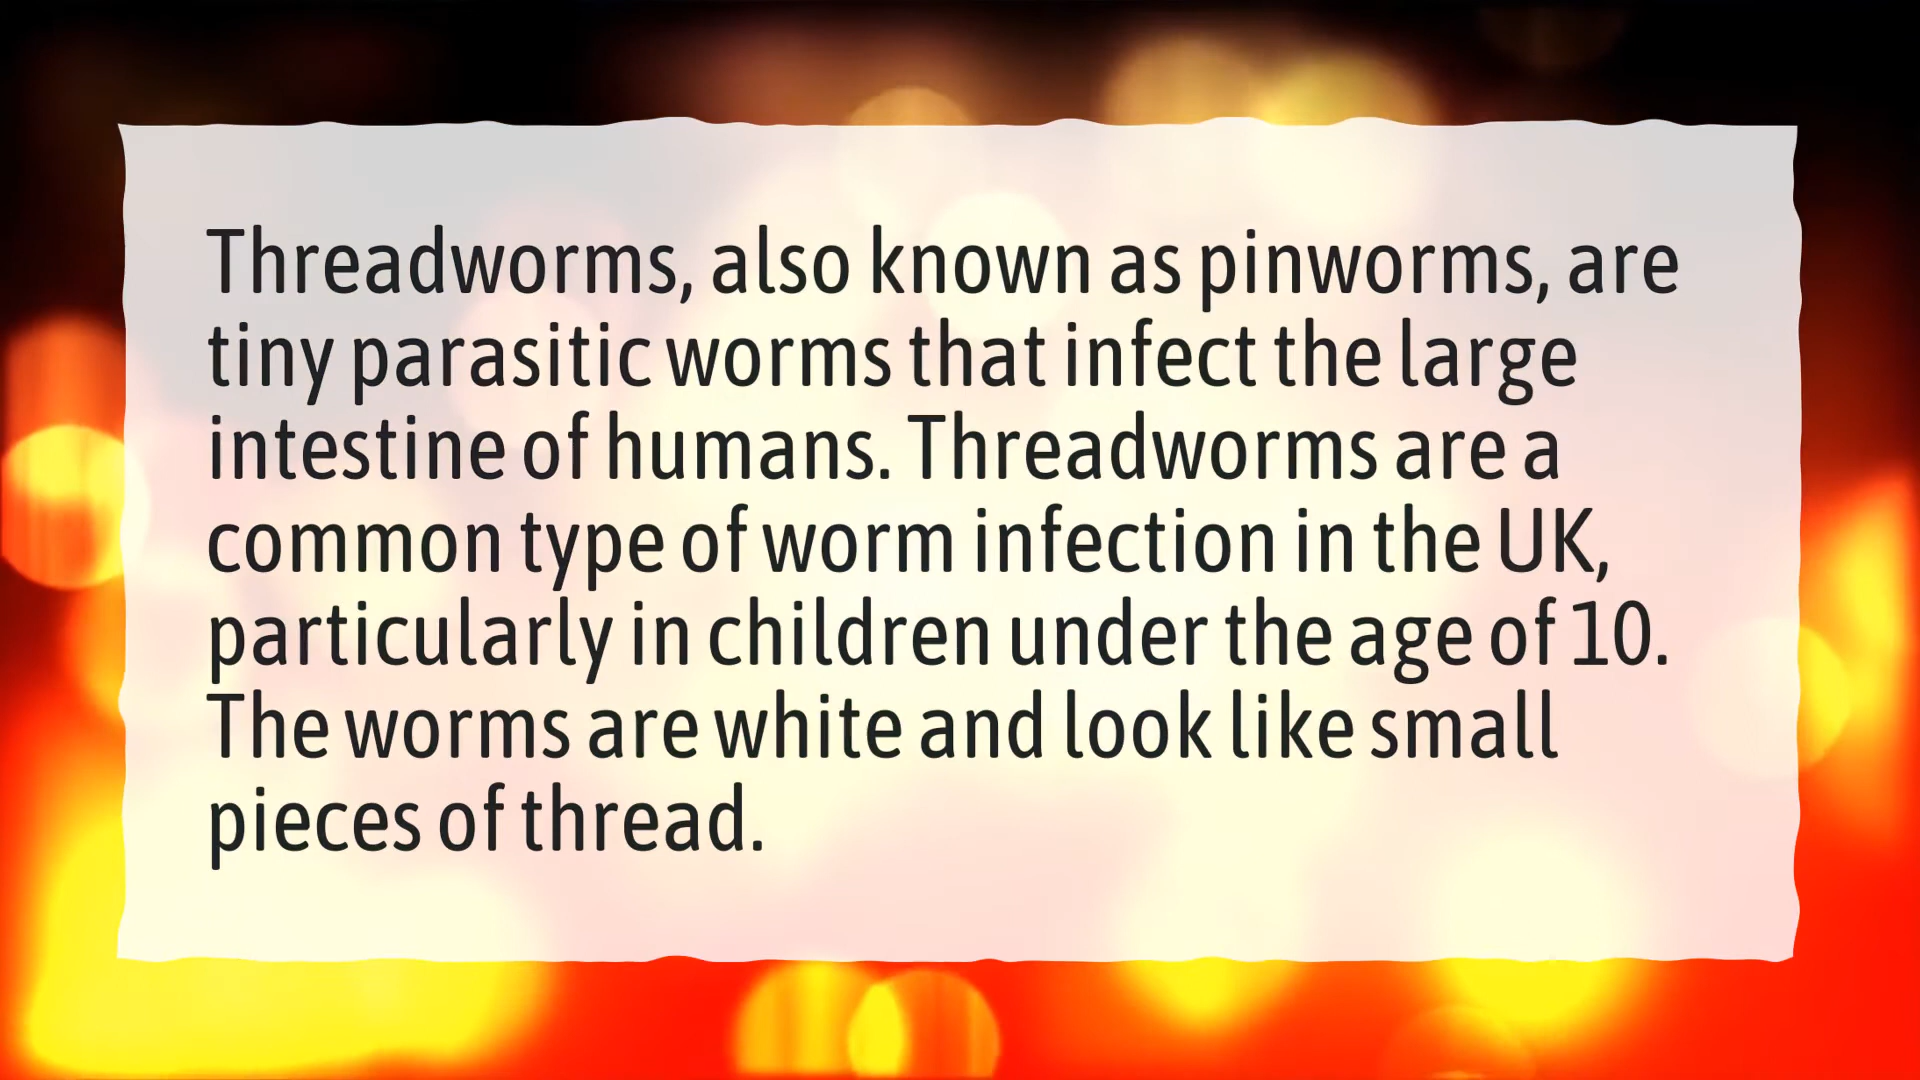 Threadworms, also known as pinworms, are
tiny parasitic worms that infect the large
intestine of humans. Threadworms are a
common type of worm infection in the UK,
particularly in children under the age of 10.
The worms are white and look like small
pieces of thread.